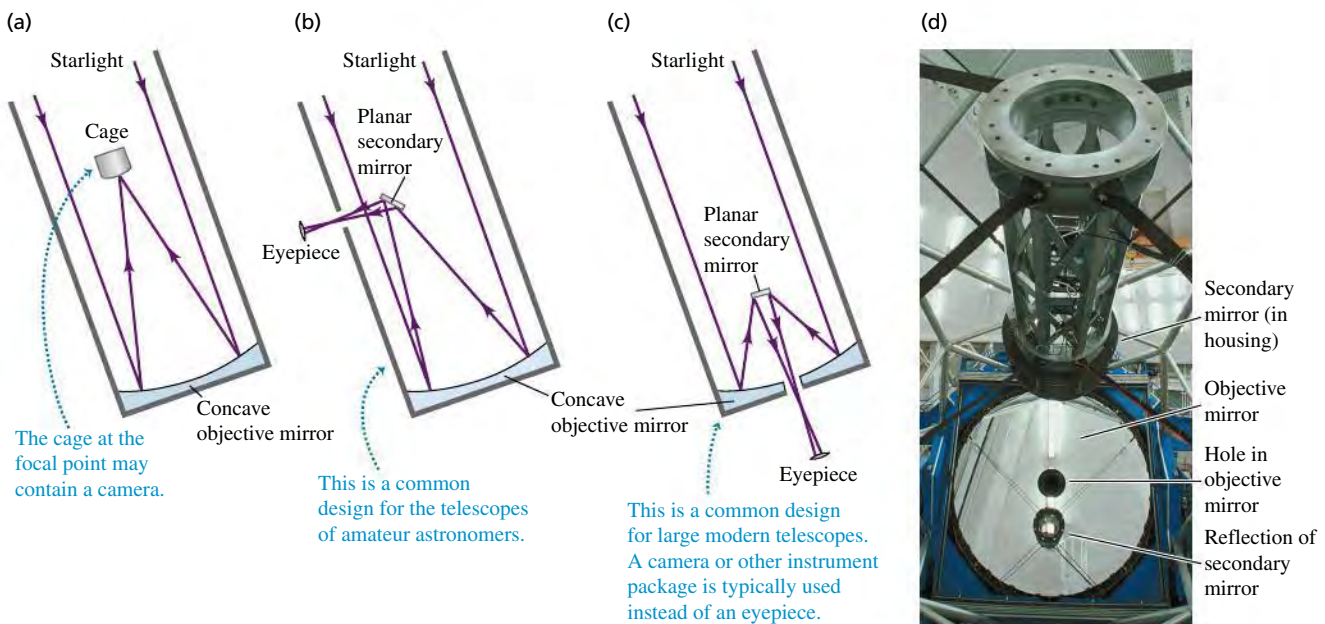 (a)
Starlight
Cage
Concave
objective mirror
The cage at the
focal point may
contain a camera.
(b)
Starlight
Planar
secondary
mirror
Eyepiece
This is a common
design for the telescopes
of amateur astronomers.
(c)
Starlight
Planar
secondary
mirror
Concave
objective mirror
Eyepiece
This is a common design
for large modern telescopes.
A camera or other instrument
package is typically used
instead of an eyepiece.
(d)
Secondary
mirror (in
housing)
Objective
mirror
Hole in
objective
mirror
Reflection of
secondary
mirror